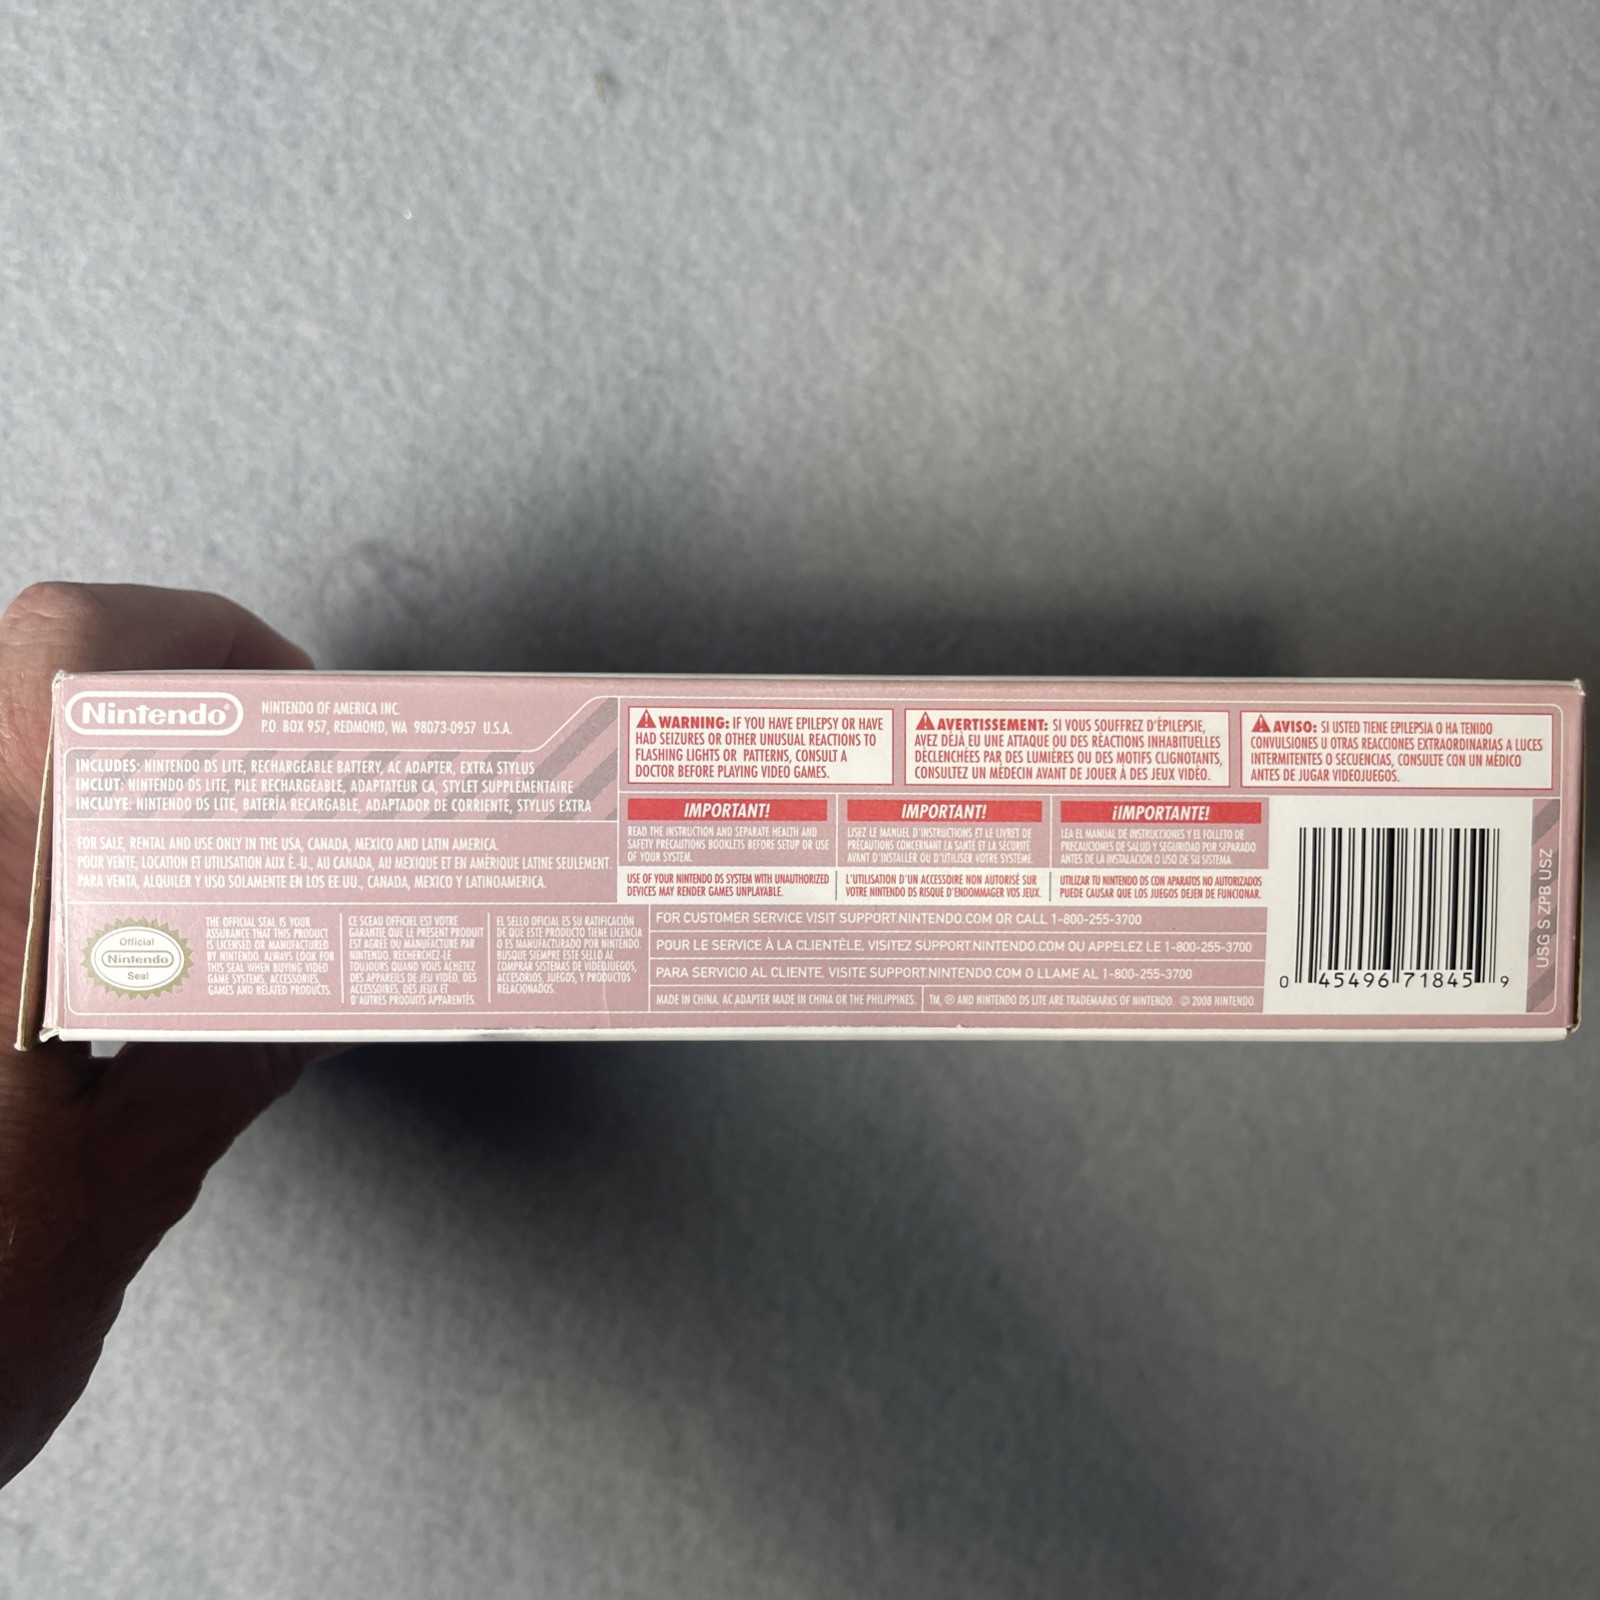 Nintendo®
NINTENDO OF AMERICA INC.
P.O. BOX 957, REDMOND, WA 98073-0957 U.S.A.
INCLUDES: NINTENDO DS LITE, RECHARGEABLE BATTERY, AC ADAPTER, EXTRA STYLUS
INCLUT: NINTENDO DS LITE, PILE RECHARGEABLE, ADAPTATEUR CA, STYLET SUPPLÉMENTAIRE
INCLUYE: NINTENDO DS LITE, BATERÍA RECARGABLE, ADAPTADOR DE CORRIENTE, STYLUS EXTRA
FOR SALE, RENTAL AND USE ONLY IN THE USA, CANADA, MEXICO AND LATIN AMERICA.
POUR VENTE, LOCATION ET UTILISATION AUX É.-U., AU CANADA, AU MEXIQUE ET EN AMÉRIQUE LATINE SEULEMENT.
PARA VENTA, ALQUILER Y USO SOLAMENTE EN LOS EE.UU., CANADA, MEXICO Y LATINOAMERICA.
Official
Nintendo
Seal
THE OFFICIAL SEAL IS YOUR
ASSURANCE THAT THIS PRODUCT
IS LICENSED OR MANUFACTURED
BY NINTENDO. ALWAYS LOOK FOR
THIS SEAL WHEN BUYING VIDEO
GAME SYSTEMS, ACCESSORIES,
GAMES AND RELATED PRODUCTS.
CE SCEAU OFFICIEL EST VOTRE
GARANTIE QUE LE PRÉSENT PRODUIT
EST AGRÉÉ OU MANUFACTURÉ PAR
NINTENDO. RECHERCHEZ-LE
TOUJOURS QUAND VOUS ACHETEZ
DES APPAREILS DE JEU VIDÉO, DES
ACCESSOIRES, DES JEUX ET
D'AUTRES PRODUITS APPARENTÉS.
EL SELLO OFICIAL ES SU RATIFICACIÓN
DE QUE ESTE PRODUCTO TIENE LICENCIA
O ES MANUFACTURADO POR NINTENDO.
BUSQUE SIEMPRE ESTE SELLO AL
COMPRAR SISTEMAS DE VIDEOJUEGOS,
ACCESORIOS, JUEGOS, Y PRODUCTOS
RELACIONADOS.
WARNING: IF YOU HAVE EPILEPSY OR HAVE
HAD SEIZURES OR OTHER UNUSUAL REACTIONS TO
FLASHING LIGHTS OR PATTERNS, CONSULT A
DOCTOR BEFORE PLAYING VIDEO GAMES.
AVERTISSEMENT: SI VOUS SOUFFREZ D'ÉPILEPSIE,
AVEZ DÉJÀ EU UNE ATTAQUE OU DES RÉACTIONS INHABITUELLES
DÉCLENCHÉES PAR DES LUMIÈRES OU DES MOTIFS CLIGNOTANTS,
CONSULTEZ UN MÉDECIN AVANT DE JOUER À DES JEUX VIDÉO.
AVISO: SI USTED TIENE EPILEPSIA O HA TENIDO
CONVULSIONES U OTRAS REACCIONES EXTRAORDINARIAS A LUCES
INTERMITENTES O SECUENCIAS, CONSULTE CON UN MÉDICO
ANTES DE JUGAR VIDEOJUEGOS.
IMPORTANT!
READ THE INSTRUCTION AND SEPARATE HEALTH AND
SAFETY PRECAUTIONS BOOKLETS BEFORE SETUP OR USE
OF YOUR SYSTEM.
USE OF YOUR NINTENDO DS SYSTEM WITH UNAUTHORIZED
DEVICES MAY RENDER GAMES UNPLAYABLE.
IMPORTANT!
LISEZ LE MANUEL D'INSTRUCTIONS ET LE LIVRET DE
PRÉCAUTIONS CONCERNANT LA SANTÉ ET LA SÉCURITÉ
AVANT D'INSTALLER OU D'UTILISER VOTRE SYSTÈME.
L'UTILISATION D'UN ACCESSOIRE NON AUTORISÉ SUR
VOTRE NINTENDO DS RISQUE D'ENDOMMAGER VOS JEUX.
¡IMPORTANTE!
LEA EL MANUAL DE INSTRUCCIONES Y EL FOLLETO DE
PRECAUCIONES DE SALUD Y SEGURIDAD POR SEPARADO
ANTES DE LA INSTALACIÓN O USO DE SU SISTEMA.
UTILIZAR TU NINTENDO DS CON APARATOS NO AUTORIZADOS
PUEDE CAUSAR QUE LOS JUEGOS DEJEN DE FUNCIONAR.
FOR CUSTOMER SERVICE VISIT SUPPORT.NINTENDO.COM OR CALL 1-800-255-3700
POUR LE SERVICE À LA CLIENTÈLE, VISITEZ SUPPORT.NINTENDO.COM OU APPELEZ LE 1-800-255-3700
PARA SERVICIO AL CLIENTE, VISITE SUPPORT.NINTENDO.COM O LLAME AL 1-800-255-3700
MADE IN CHINA. AC ADAPTER MADE IN CHINA OR THE PHILIPPINES.
TM, ® AND NINTENDO DS LITE ARE TRADEMARKS OF NINTENDO. © 2008 NINTENDO.
0 45496 71845 9
USG S ZPB USZ